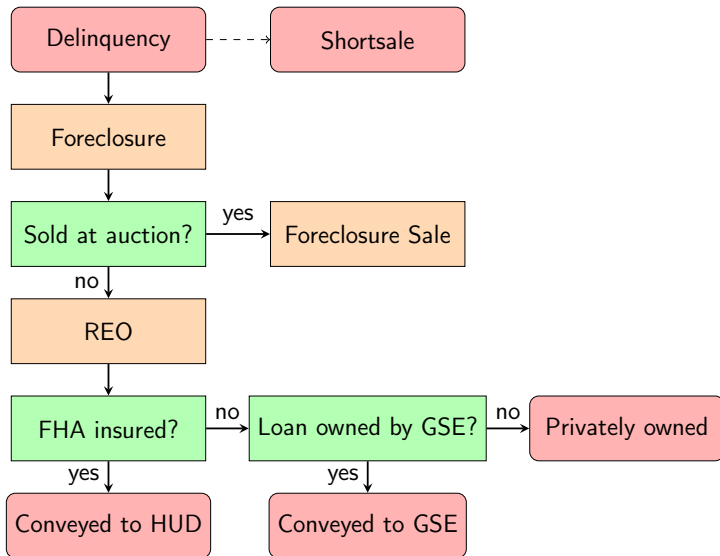 Delinquency
Shortsale
Foreclosure
Sold at auction?
yes
Foreclosure Sale
no
REO
FHA insured?
no
Loan owned by GSE?
no
Privately owned
yes
yes
Conveyed to HUD
Conveyed to GSE